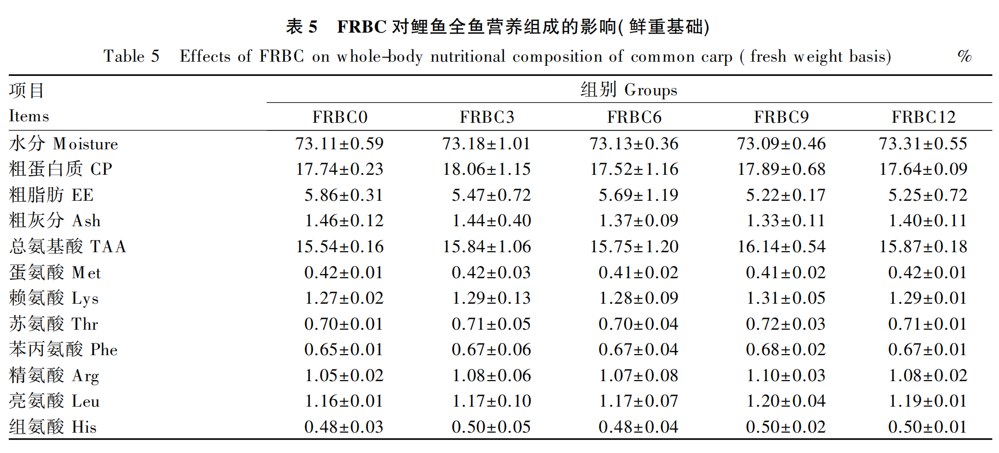 表 5 FRBC 对鲤鱼全鱼营养组成的影响(鲜重基础)
Table 5 Effects of FRBC on whole-body nutritional composition of common carp (fresh weight basis) %
项目 组别 Groups
Items FRBC0 FRBC3 FRBC6 FRBC9 FRBC12
水分 Moisture 73.11±0.59 73.18±1.01 73.13±0.36 73.09±0.46 73.31±0.55
粗蛋白质 CP 17.74±0.23 18.06±1.15 17.52±1.16 17.89±0.68 17.64±0.09
粗脂肪 EE 5.86±0.31 5.47±0.72 5.69±1.19 5.22±0.17 5.25±0.72
粗灰分 Ash 1.46±0.12 1.44±0.40 1.37±0.09 1.33±0.11 1.40±0.11
总氨基酸 TAA 15.54±0.16 15.84±1.06 15.75±1.20 16.14±0.54 15.87±0.18
蛋氨酸 Met 0.42±0.01 0.42±0.03 0.41±0.02 0.41±0.02 0.42±0.01
赖氨酸 Lys 1.27±0.02 1.29±0.13 1.28±0.09 1.31±0.05 1.29±0.01
苏氨酸 Thr 0.70±0.01 0.71±0.05 0.70±0.04 0.72±0.03 0.71±0.01
苯丙氨酸 Phe 0.65±0.01 0.67±0.06 0.67±0.04 0.68±0.02 0.67±0.01
精氨酸 Arg 1.05±0.02 1.08±0.06 1.07±0.08 1.10±0.03 1.08±0.02
亮氨酸 Leu 1.16±0.01 1.17±0.10 1.17±0.07 1.20±0.04 1.19±0.01
组氨酸 His 0.48±0.03 0.50±0.05 0.48±0.04 0.50±0.02 0.50±0.01